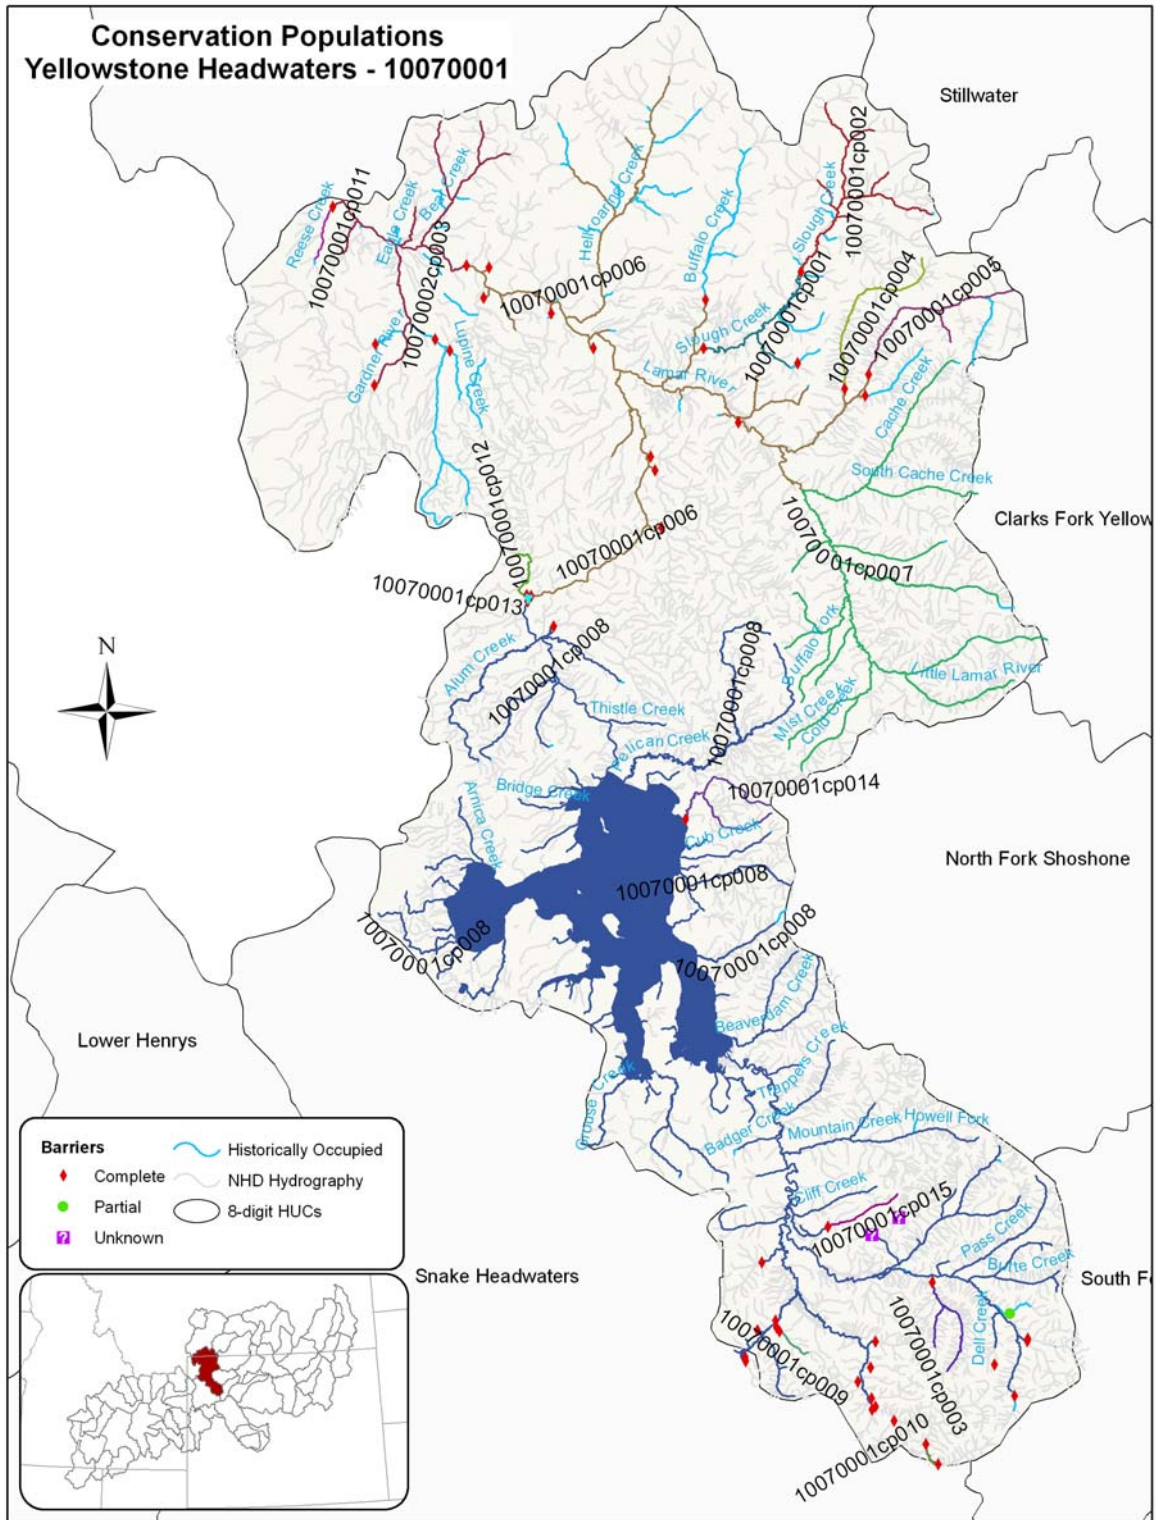 Conservation Populations
Yellowstone Headwaters - 10070001
Stillwater
10070001cp002
Reese Creek
10070001cp011
Eagle Creek
Bear Creek
Hellroaring Creek
Buffalo Creek
Slough Creek
10070002cp003
10070001cp006
10070001cp001
10070001cp004
10070001cp005
Gardner River
Lupine Creek
Slough Creek
Lamar River
Cache Creek
South Cache Creek
10070001cp012
10070001cp006
10070001cp007
Clarks Fork Yellow
10070001cp013
N
Alum Creek
10070001cp008
10070001cp008
Buffalo Fork
Little Lamar River
Mist Creek
Cold Creek
Thistle Creek
Pelican Creek
Bridge Creek
Arnica Creek
10070001cp014
Cub Creek
North Fork Shoshone
10070001cp008
10070001cp008
10070001cp008
Beaverdam Creek
Lower Henrys
Trappers Creek
Grouse Creek
Badger Creek
Mountain Creek
Howell Fork
Cliff Creek
10070001cp015
Pass Creek
Butte Creek
Snake Headwaters
South F
Dell Creek
10070001cp009
10070001cp003
10070001cp010
Barriers
Complete
Partial
? Unknown
Historically Occupied
NHD Hydrography
8-digit HUCs